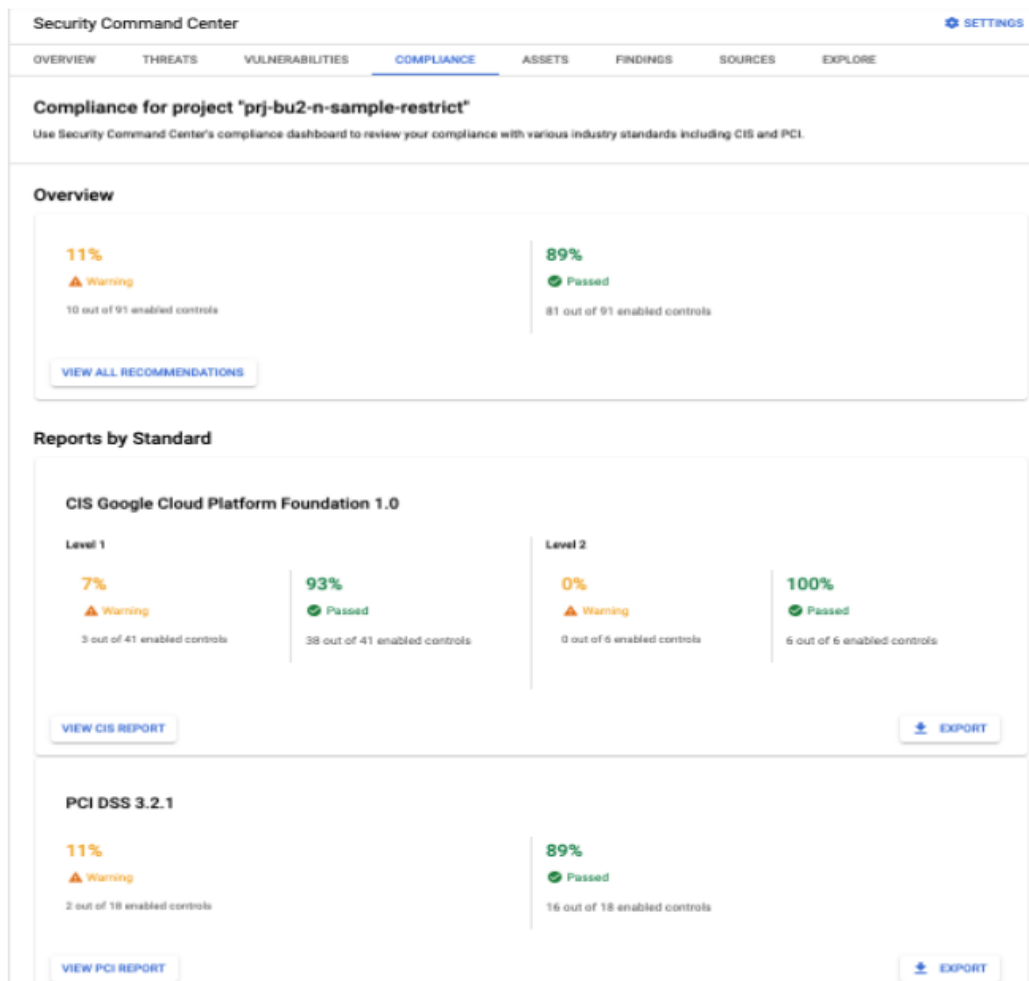 Security Command Center
SETTINGS
OVERVIEW THREATS VULNERABILITIES COMPLIANCE ASSETS FINDINGS SOURCES EXPLORE
Compliance for project "prj-bu2-n-sample-restrict"
Use Security Command Center's compliance dashboard to review your compliance with various industry standards including CIS and PCI.
Overview
11% 89%
Warning Passed
10 out of 91 enabled controls 81 out of 91 enabled controls
VIEW ALL RECOMMENDATIONS
Reports by Standard
CIS Google Cloud Platform Foundation 1.0
Level 1 Level 2
7% 93% 0% 100%
Warning Passed Warning Passed
3 out of 41 enabled controls 38 out of 41 enabled controls 0 out of 6 enabled controls 6 out of 6 enabled controls
VIEW CIS REPORT EXPORT
PCI DSS 3.2.1
11% 89%
Warning Passed
2 out of 18 enabled controls 16 out of 18 enabled controls
VIEW PCI REPORT EXPORT